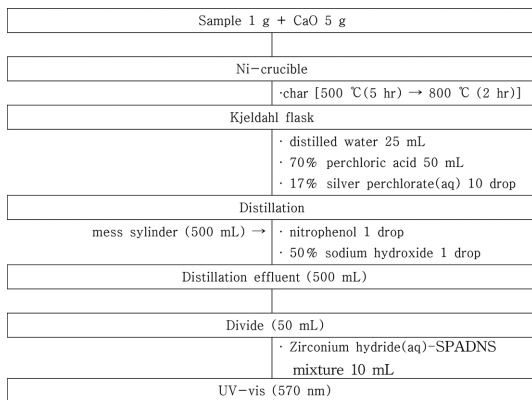 Sample 1 g + CaO 5 g
Ni-crucible
·char [500 ℃(5 hr) → 800 ℃ (2 hr)]
Kjeldahl flask
· distilled water 25 mL
· 70% perchloric acid 50 mL
· 17% silver perchlorate(aq) 10 drop
Distillation
mess sylinder (500 mL) → · nitrophenol 1 drop
· 50% sodium hydroxide 1 drop
Distillation effluent (500 mL)
Divide (50 mL)
· Zirconium hydride(aq)-SPADNS
mixture 10 mL
UV-vis (570 nm)